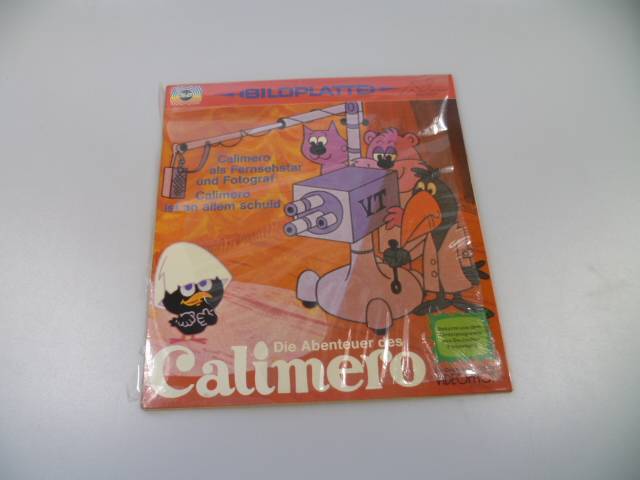 BILDPLATTE
Calimero
als Fernsehstar
und Fotograf
Calimero
ist an allem schuld
VT
Die Abenteuer des
Calimero